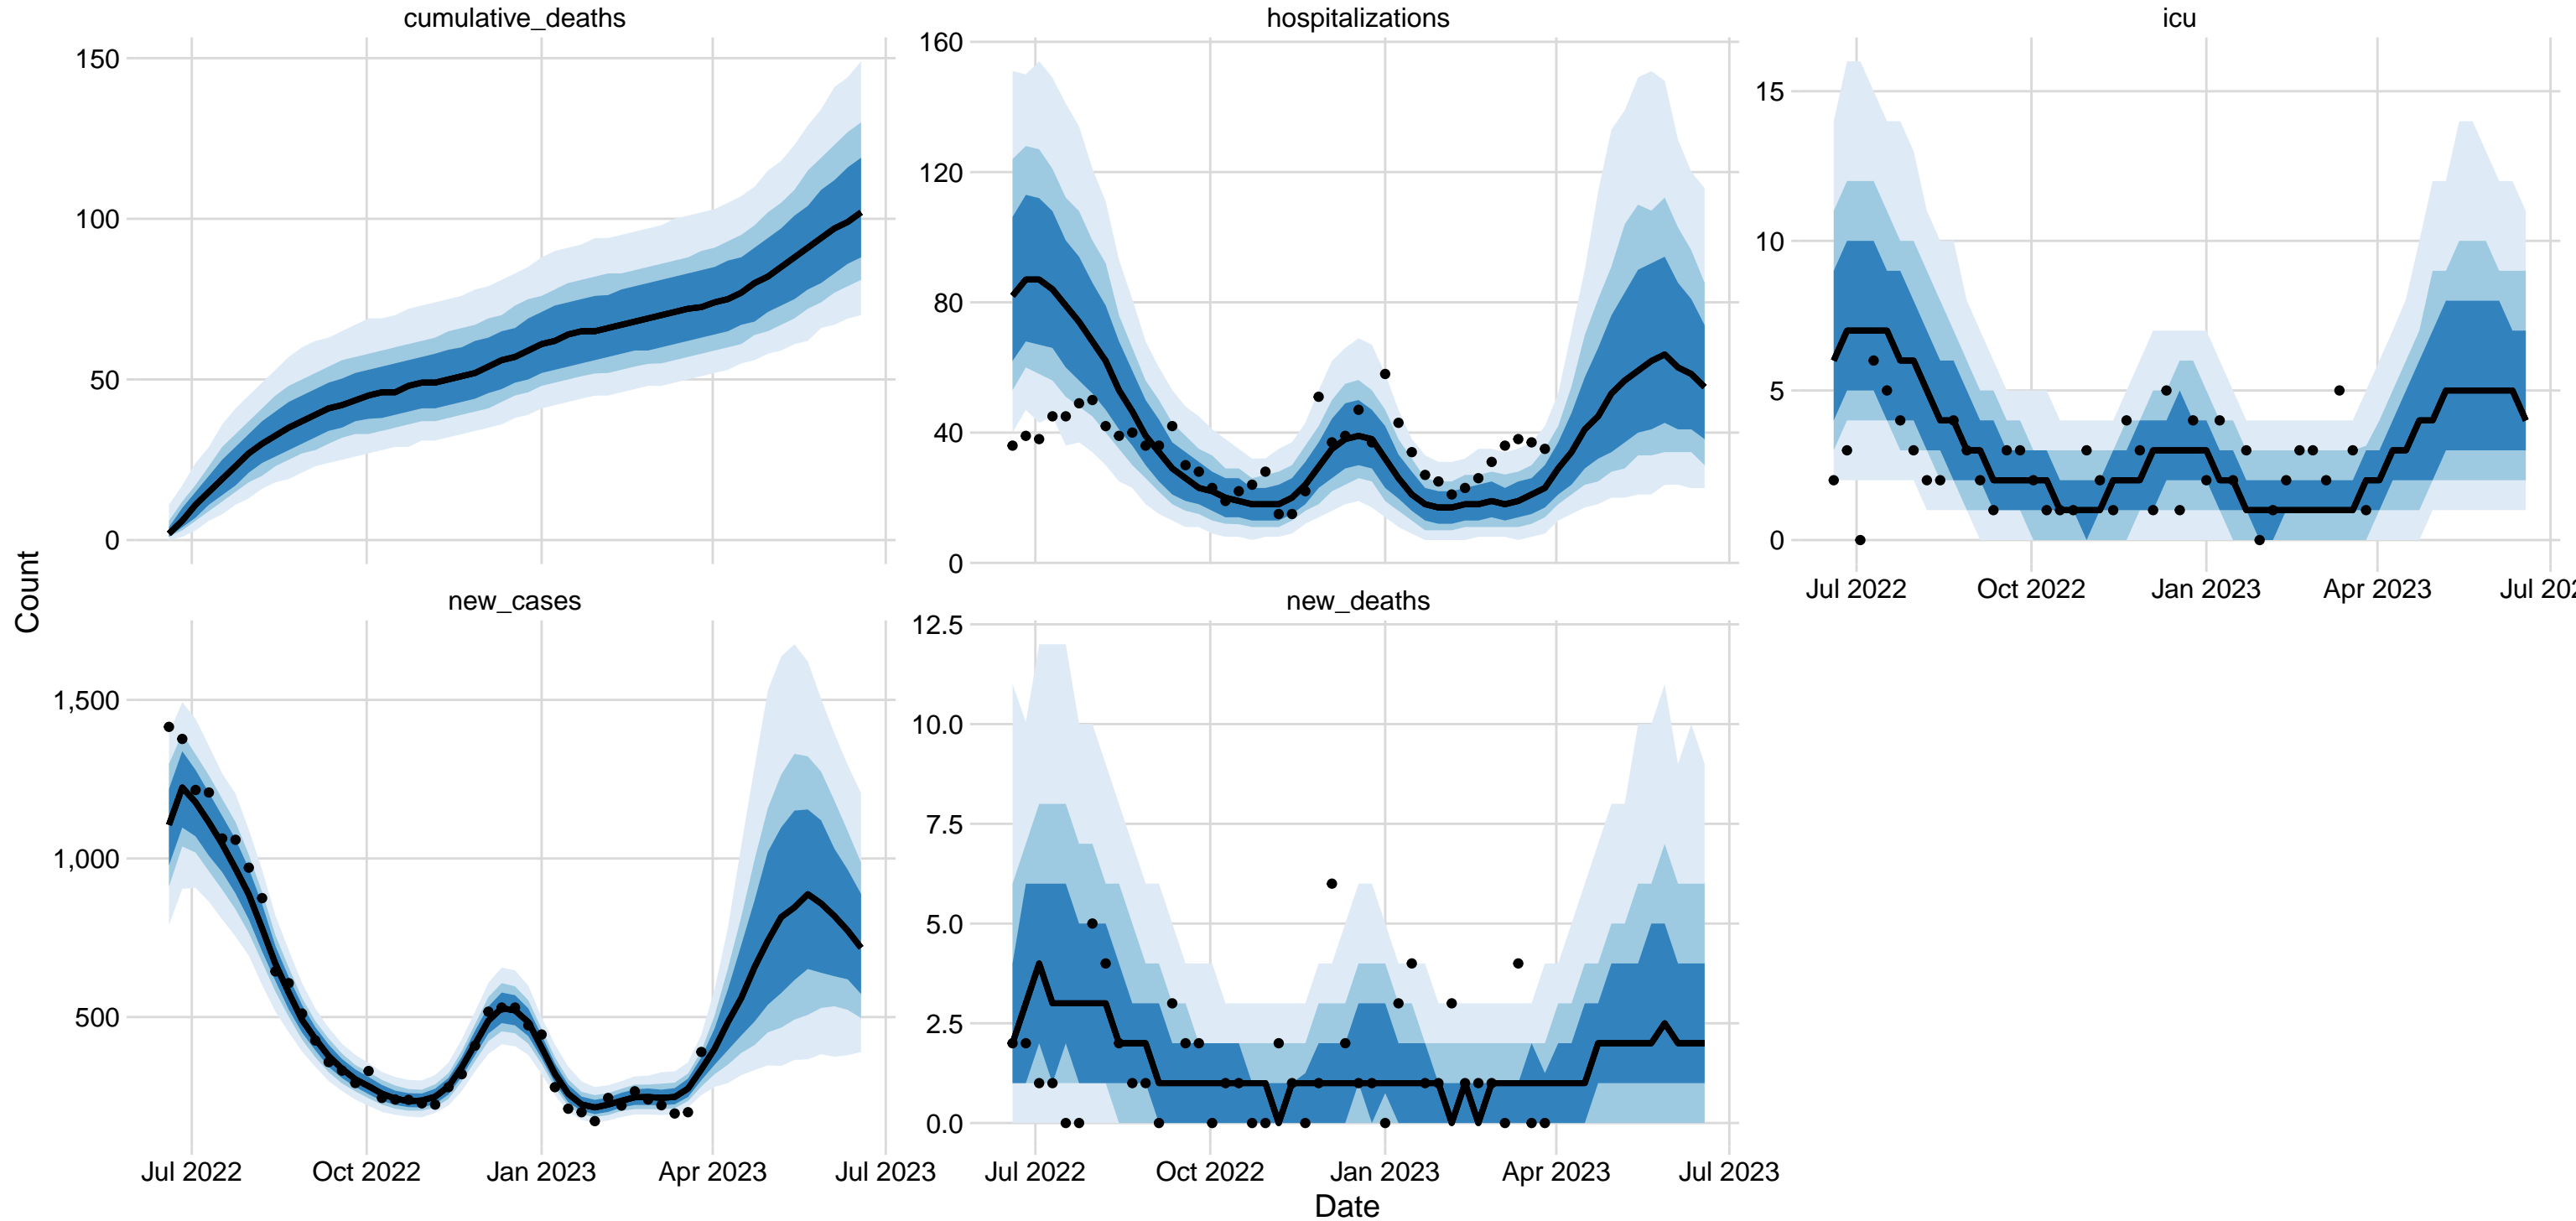 cumulative_deaths
150
100
50
0
hospitalizations
160
120
80
40
0
icu
15
10
5
0
Jul 2022 Oct 2022 Jan 2023 Apr 2023 Jul 202
Count
new_cases
1,500
1,000
500
Jul 2022 Oct 2022 Jan 2023 Apr 2023 Jul 2023
new_deaths
12.5
10.0
7.5
5.0
2.5
0.0
Jul 2022 Oct 2022 Jan 2023 Apr 2023 Jul 2023
Date